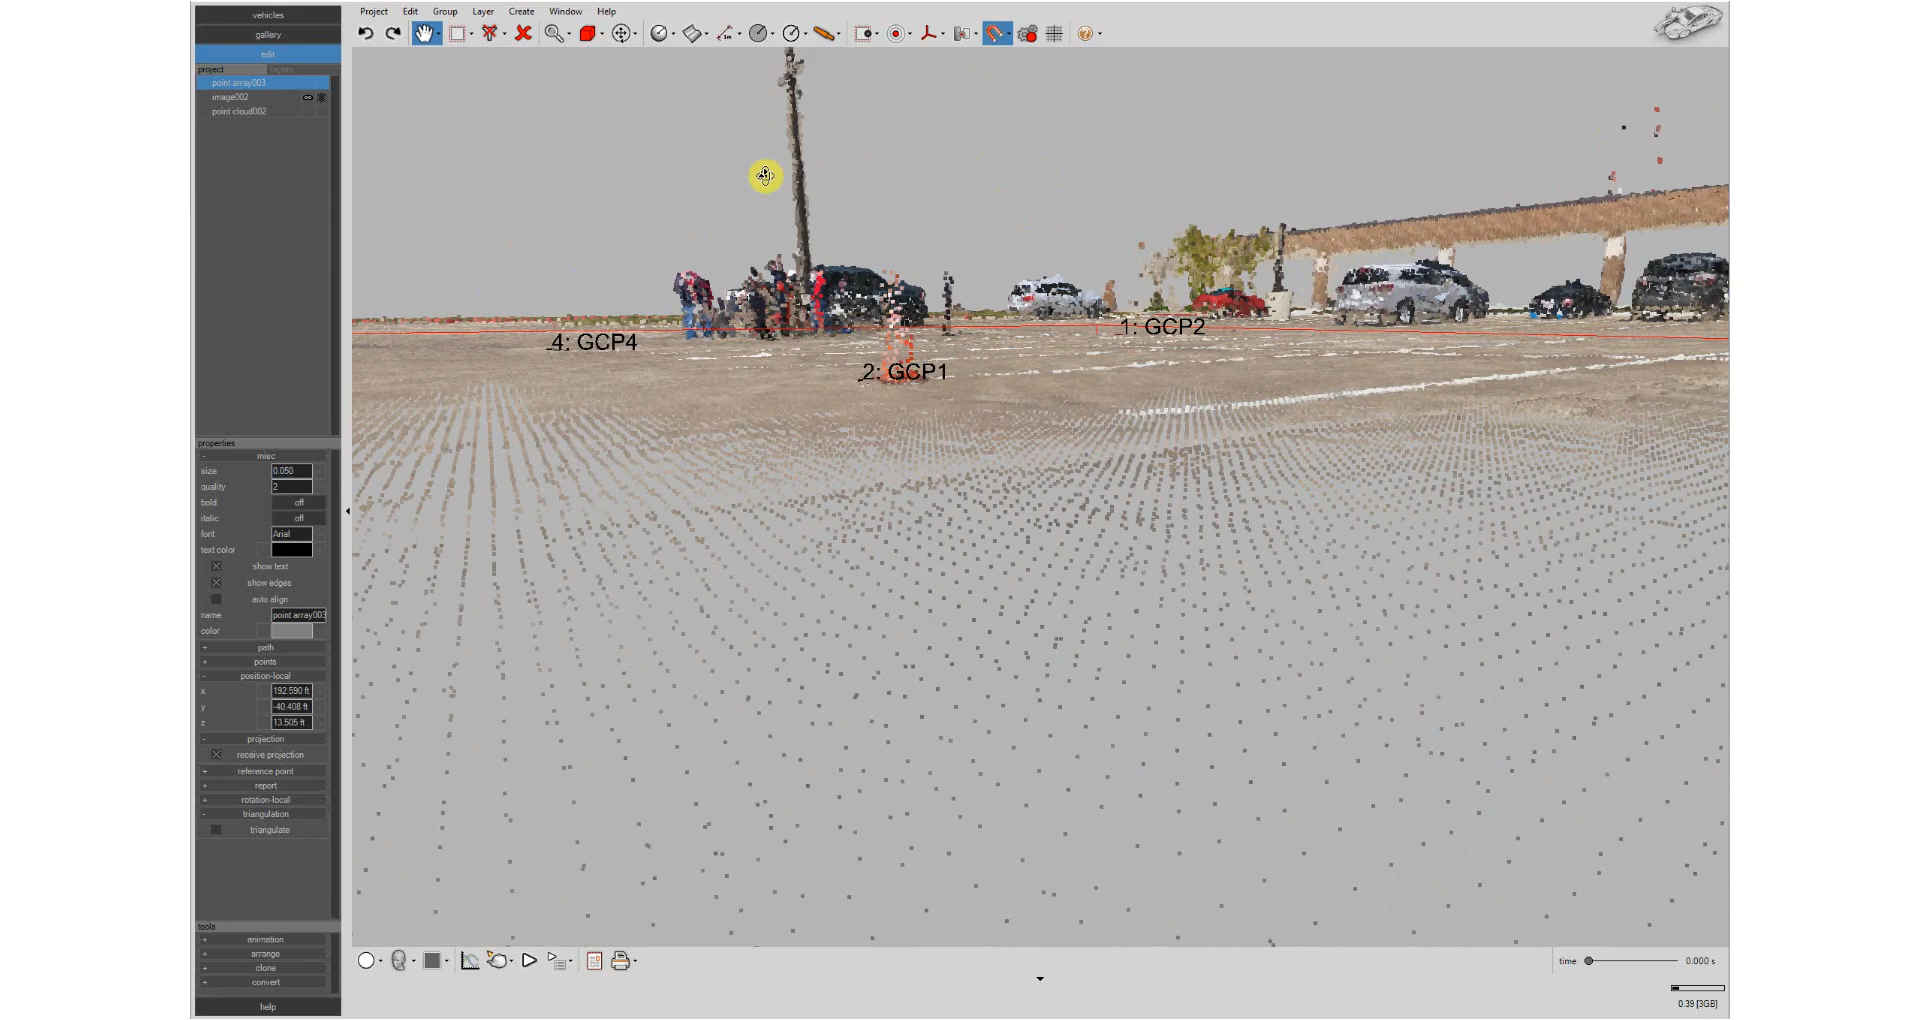 vehicles
gallery
edit
project layers
point array003
image002
point cloud002
Project Edit Group Layer Create Window Help
4: GCP4
1: GCP2
2: GCP1
properties
- misc
size 0.050
quality 2
bold off
italic off
font Arial
text color
show text
show edges
auto align
name point array003
color
+ path
+ points
- position-local
x 192.590 ft
y -40.408 ft
z 13.505 ft
- projection
receive projection
+ reference point
+ report
+ rotation-local
- triangulation
triangulate
tools
+ animation
+ arrange
+ clone
+ convert
help
time 0.000 s
0.39 [3GB]